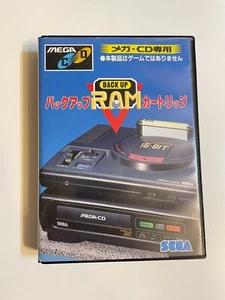 MEGA
CD
メガ-CD専用
●本製品はゲームではありません
BACK UP
バックアップRAMカートリッジ
16-BIT
MEGA-CD
SEGA
SEGA